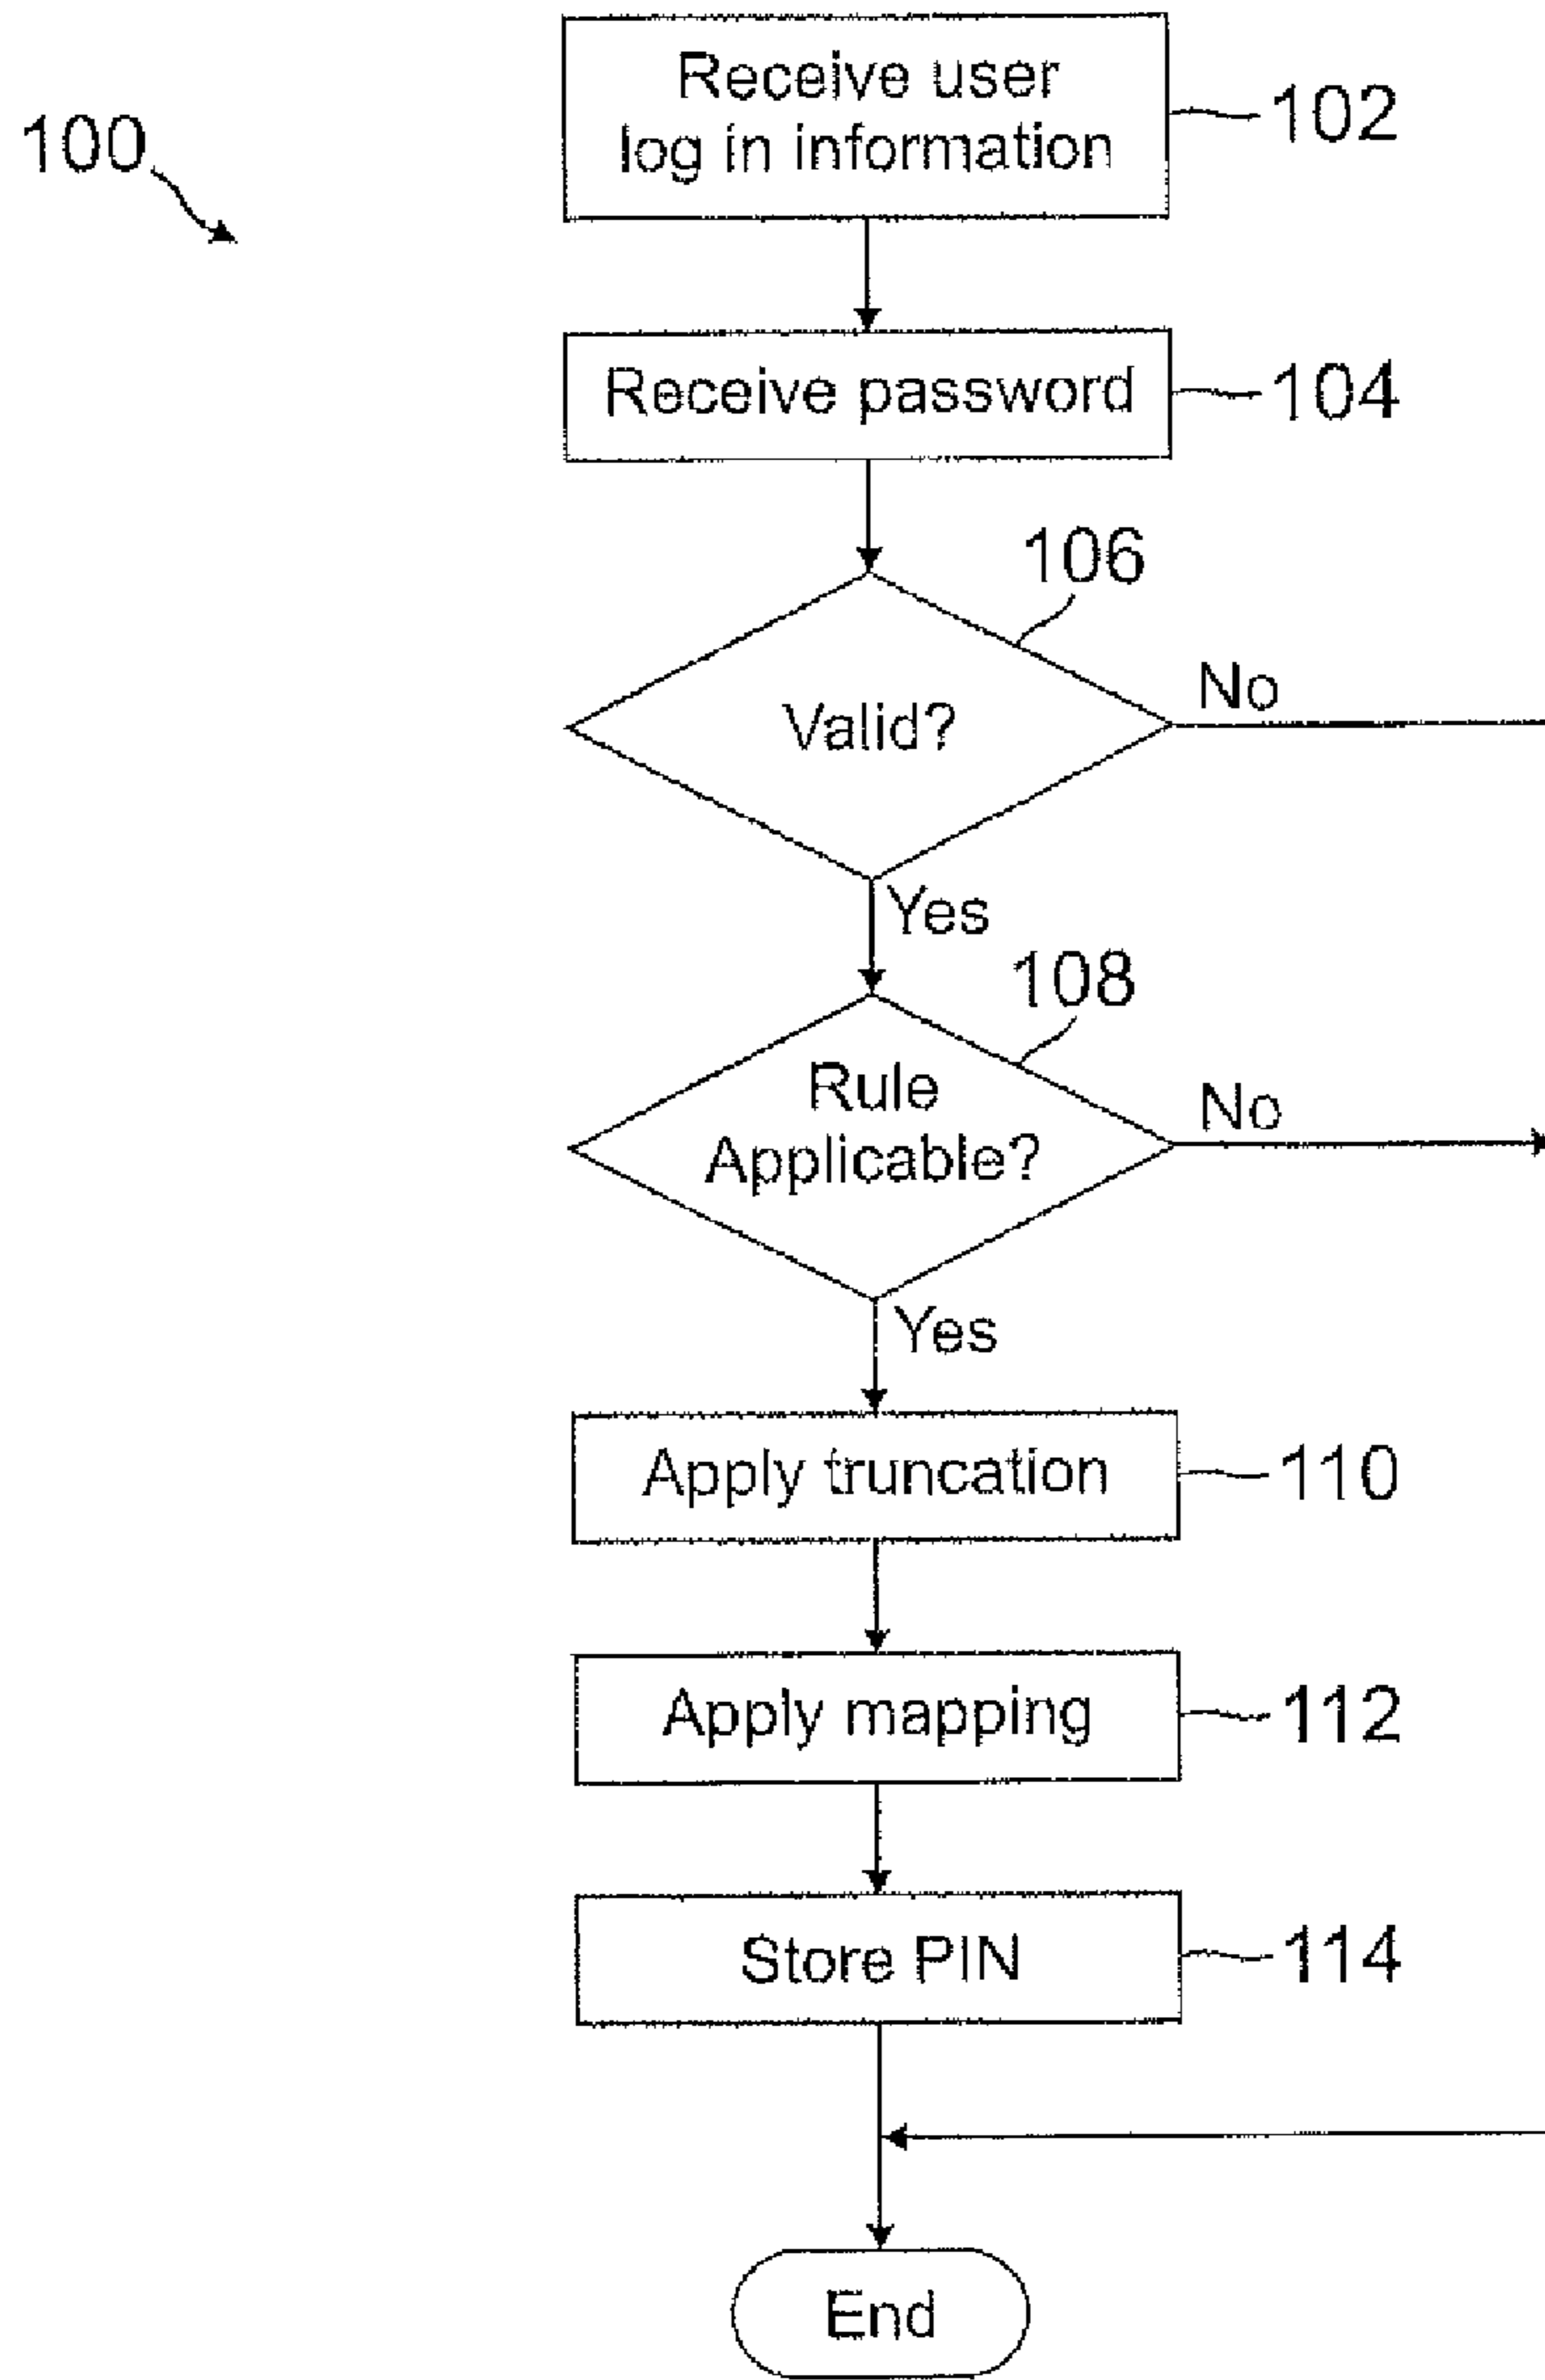 100
Receive user
log in information
102
Receive password
104
106
Valid?
No
Yes
108
Rule
Applicable?
No
Yes
Apply truncation
110
Apply mapping
112
Store PIN
114
End